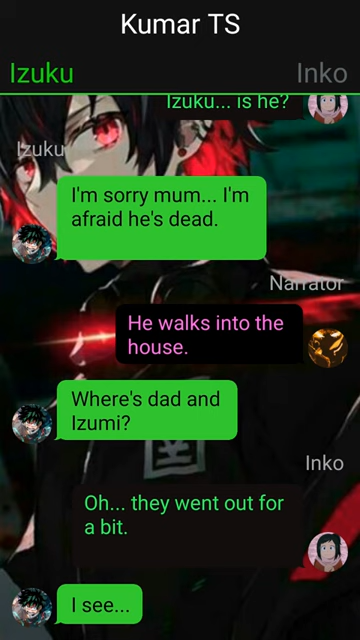 Kumar TS
Izuku
Inko
Izuku... is he?
Izuku
I'm sorry mum... I'm
afraid he's dead.
Narrator
He walks into the
house.
Where's dad and
Izumi?
Inko
Oh... they went out for
a bit.
I see...